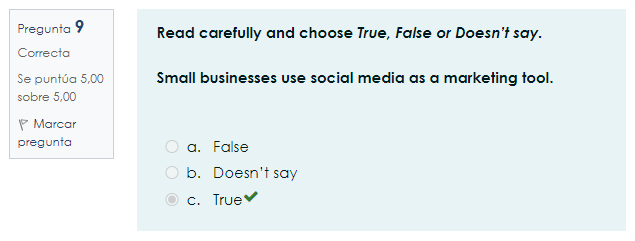 Pregunta 9
Correcta
Se puntúa 5,00
sobre 5,00
Marcar
pregunta
Read carefully and choose True, False or Doesn't say.
Small businesses use social media as a marketing tool.
a. False
b. Doesn't say
c. True